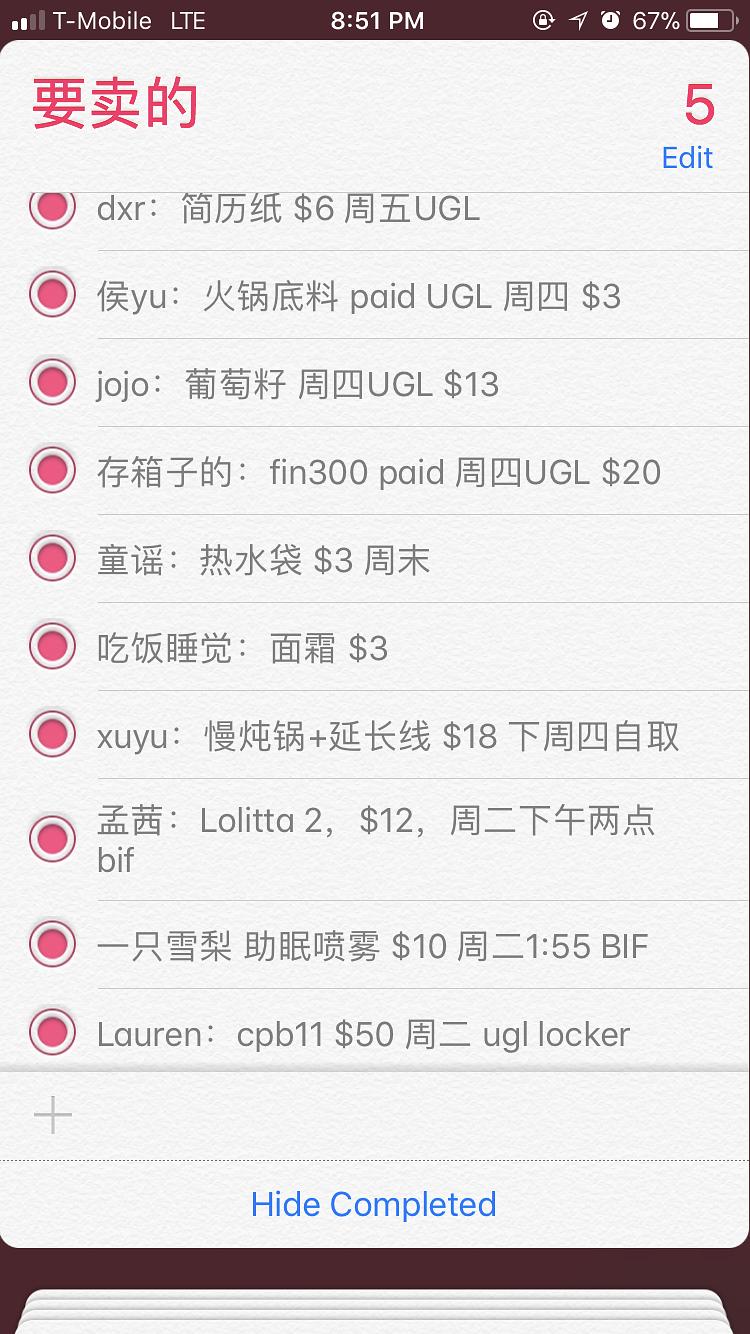 T-Mobile LTE 8:51 PM 67%
要卖的 5
Edit
dxr：简历纸 $6 周五UGL
侯yu：火锅底料 paid UGL 周四 $3
jojo：葡萄籽 周四UGL $13
存箱子的：fin300 paid 周四UGL $20
童谣：热水袋 $3 周末
吃饭睡觉：面霜 $3
xuyu：慢炖锅+延长线 $18 下周四自取
孟茜：Lolitta 2，$12，周二下午两点
bif
一只雪梨 助眠喷雾 $10 周二1:55 BIF
Lauren：cpb11 $50 周二 ugl locker
Hide Completed